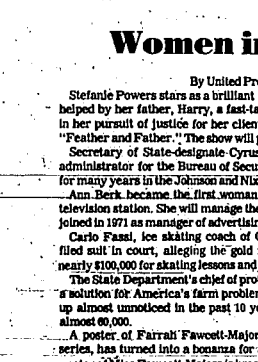 Women i
By United Pr
Stefanie Powers stars as a brilliant
helped by her father, Harry, a fast-ta
in her pursuit of justice for her clien
"Feather and Father." The show will
Secretary of State-designate Cyrus
administrator for the Bureau of Secu
for many years in the Johnson and Nix
Ann Berk became the first woman
television station. She will manage the
joined in 1971 as manager of advertisin
Carlo Fassi, ice skating coach of
filed suit in court, alleging the gold
nearly $100,000 for skating lessons and
The State Department's chief of pro
a solution for America's farm problem
up almost unnoticed in the past 10 ye
almost 60,000.
A poster of Farrah Fawcett-Major
series, has turned into a bonanza for